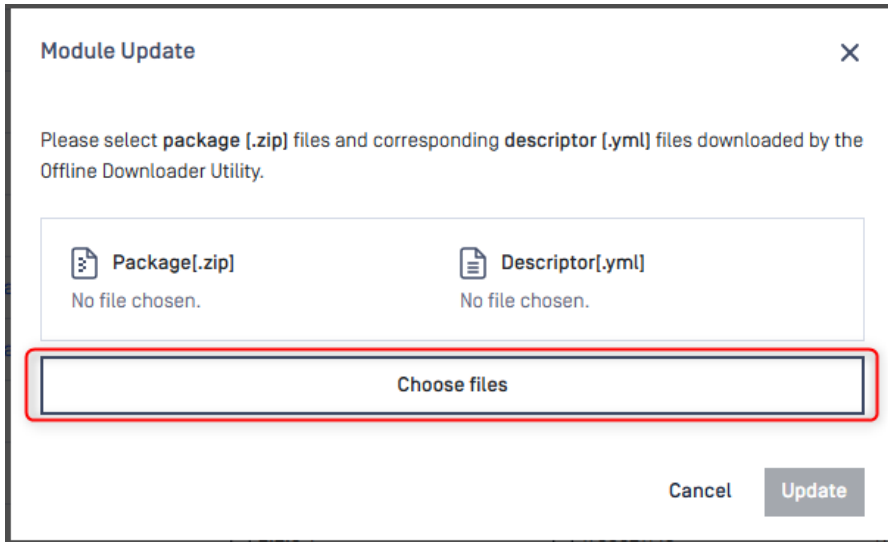 Module Update
Please select package [.zip] files and corresponding descriptor [.yml] files downloaded by the
Offline Downloader Utility.
Package[.zip]
Descriptor[.yml]
No file chosen.
No file chosen.
Choose files
Cancel
Update